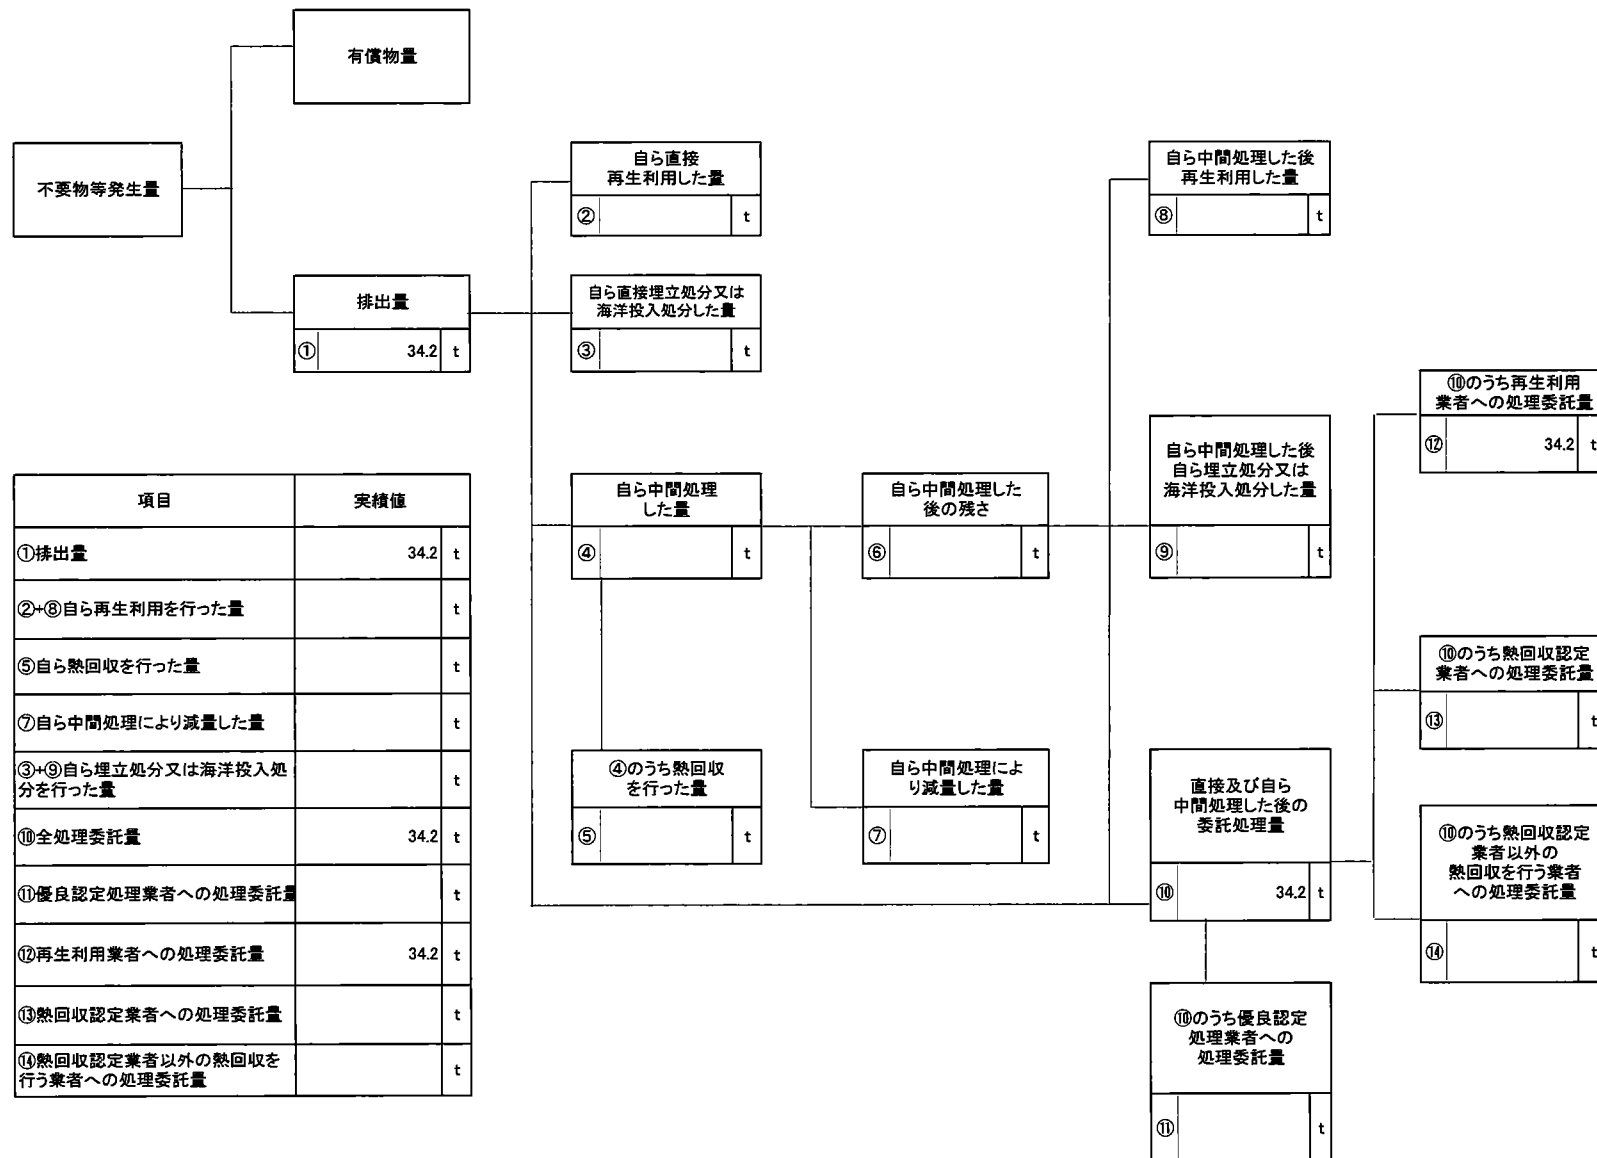 有償物量
不要物等発生量
排出量
① 34.2 t
自ら直接
再生利用した量
② t
自ら直接埋立処分又は
海洋投入処分した量
③ t
自ら中間処理
した量
④ t
④のうち熱回収
を行った量
⑤ t
自ら中間処理した
後の残さ
⑥ t
自ら中間処理によ
り減量した量
⑦ t
自ら中間処理した後
再生利用した量
⑧ t
自ら中間処理した後
自ら埋立処分又は
海洋投入処分した量
⑨ t
直接及び自ら
中間処理した後の
委託処理量
⑩ 34.2 t
⑩のうち優良認定
処理業者への
処理委託量
⑪ t
⑩のうち再生利用
業者への処理委託量
⑫ 34.2 t
⑩のうち熱回収認定
業者への処理委託量
⑬ t
⑩のうち熱回収認定
業者以外の
熱回収を行う業者
への処理委託量
⑭ t
項目 実績値
①排出量 34.2 t
②+⑧自ら再生利用を行った量 t
⑤自ら熱回収を行った量 t
⑦自ら中間処理により減量した量 t
③+⑨自ら埋立処分又は海洋投入処
分を行った量 t
⑩全処理委託量 34.2 t
⑪優良認定処理業者への処理委託量 t
⑫再生利用業者への処理委託量 34.2 t
⑬熱回収認定業者への処理委託量 t
⑭熱回収認定業者以外の熱回収を
行う業者への処理委託量 t